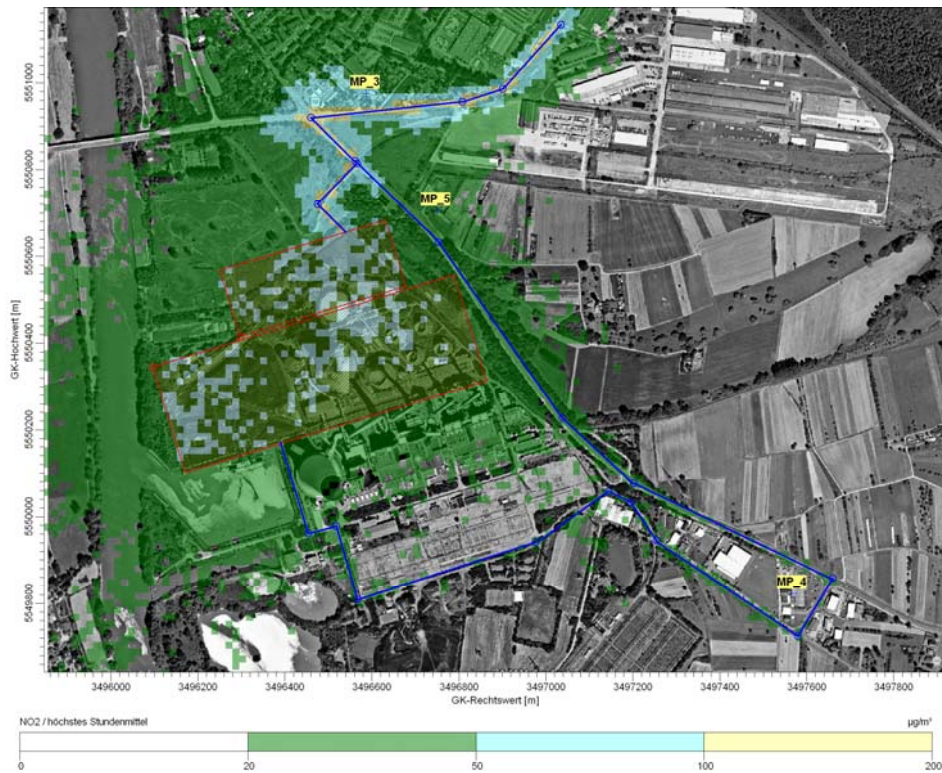 MP_3
MP_5
MP_4
5551000
5550800
5550600
5550400
5550200
5550000
5549800
GK-Hochwert [m]
3496000 3496200 3496400 3496600 3496800 3497000 3497200 3497400 3497600 3497800
GK-Rechtswert [m]
NO2 / höchstes Stundenmittel µg/m³
0 20 50 100 200